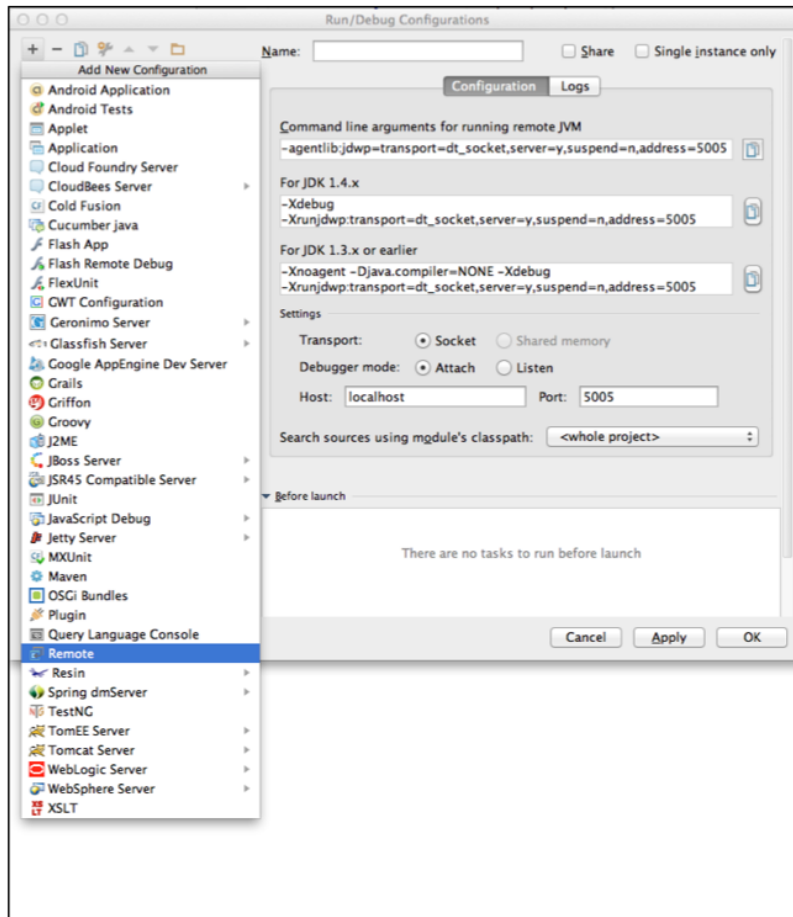 Run/Debug Configurations
Add New Configuration
Android Application
Android Tests
Applet
Application
Cloud Foundry Server
CloudBees Server
Cold Fusion
Cucumber java
Flash App
Flash Remote Debug
FlexUnit
GWT Configuration
Geronimo Server
Glassfish Server
Google AppEngine Dev Server
Grails
Griffon
Groovy
J2ME
JBoss Server
JSR45 Compatible Server
JUnit
JavaScript Debug
Jetty Server
MXUnit
Maven
OSGi Bundles
Plugin
Query Language Console
Remote
Resin
Spring dmServer
TestNG
TomEE Server
Tomcat Server
WebLogic Server
WebSphere Server
XSLT
Name: Share Single instance only
Configuration Logs
Command line arguments for running remote JVM
-agentlib:jdwp=transport=dt_socket,server=y,suspend=n,address=5005
For JDK 1.4.x
-Xdebug
-Xrunjdwp:transport=dt_socket,server=y,suspend=n,address=5005
For JDK 1.3.x or earlier
-Xnoagent -Djava.compiler=NONE -Xdebug
-Xrunjdwp:transport=dt_socket,server=y,suspend=n,address=5005
Settings
Transport: Socket Shared memory
Debugger mode: Attach Listen
Host: localhost Port: 5005
Search sources using module's classpath: <whole project>
Before launch
There are no tasks to run before launch
Cancel Apply OK